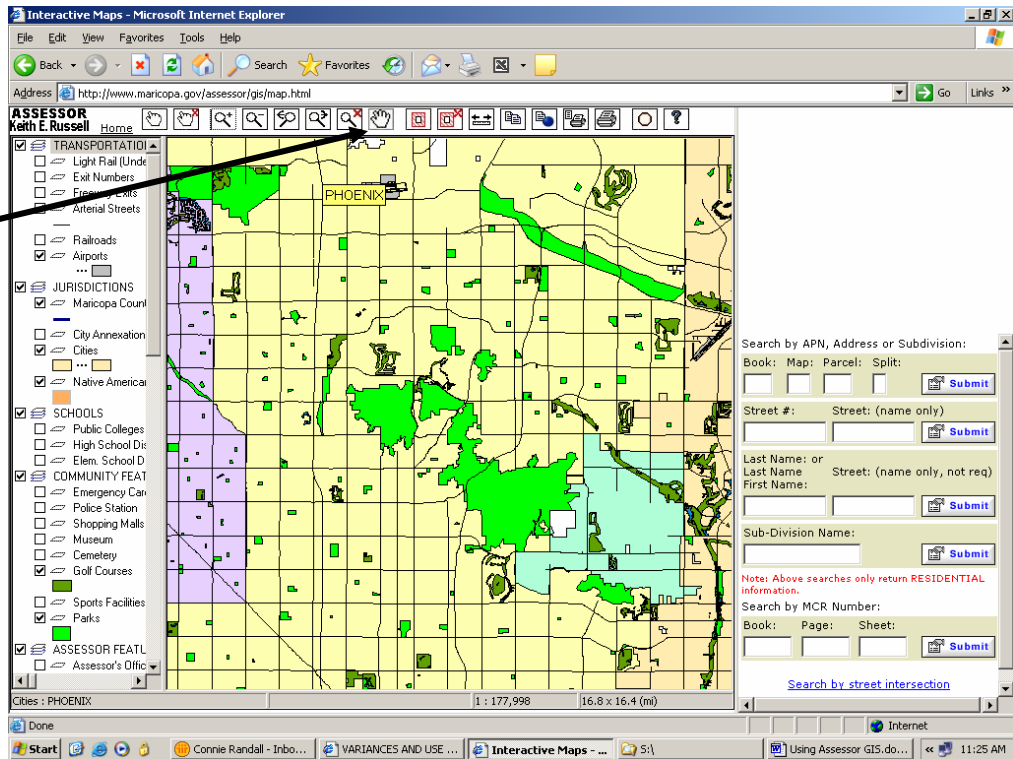 Interactive Maps - Microsoft Internet Explorer
File Edit View Favorites Tools Help
Back Search Favorites
Address http://www.maricopa.gov/assessor/gis/map.html Go Links »
ASSESSOR
Keith E. Russell Home
TRANSPORTATIO
Light Rail (Unde
Exit Numbers
Freeway Exits
Arterial Streets
Railroads
Airports
JURISDICTIONS
Maricopa Count
City Annexation
Cities
Native America
SCHOOLS
Public Colleges
High School Dis
Elem. School D
COMMUNITY FEAT
Emergency Car
Police Station
Shopping Malls
Museum
Cemetery
Golf Courses
Sports Facilities
Parks
ASSESSOR FEATU
Assessor's Offic
PHOENIX
Search by APN, Address or Subdivision:
Book: Map: Parcel: Split:
Submit
Street #: Street: (name only)
Submit
Last Name: or
Last Name Street: (name only, not req)
First Name:
Submit
Sub-Division Name:
Submit
Note: Above searches only return RESIDENTIAL
information.
Search by MCR Number:
Book: Page: Sheet:
Submit
Search by street intersection
Cities : PHOENIX 1 : 177,998 16.8 x 16.4 (mi)
Done Internet
Start Connie Randall - Inbo... VARIANCES AND USE ... Interactive Maps - ... S:\ Using Assessor GIS.do... « 11:25 AM